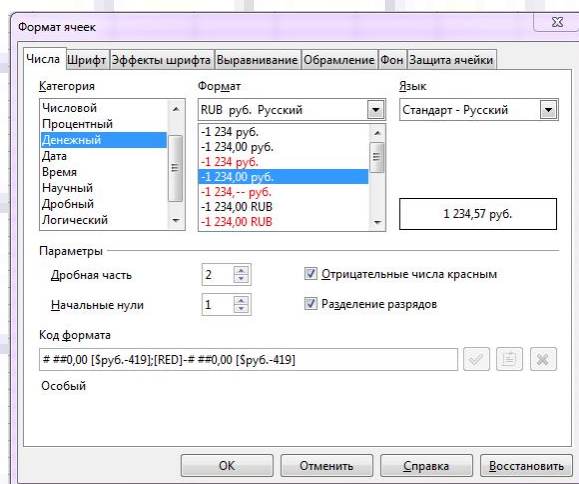 Формат ячеек
Числа Шрифт Эффекты шрифта Выравнивание Обрамление Фон Защита ячейки
Категория Формат Язык
Числовой
Процентный
Денежный
Дата
Время
Научный
Дробный
Логический
RUB руб. Русский
-1 234 руб.
-1 234,00 руб.
-1 234 руб.
-1 234,00 руб.
-1 234,-- руб.
-1 234,00 RUB
-1 234,00 RUB
Стандарт - Русский
1 234,57 руб.
Параметры
Дробная часть 2 Отрицательные числа красным
Начальные нули 1 Разделение разрядов
Код формата
# ##0,00 [$руб.-419];[RED]-# ##0,00 [$руб.-419]
Особый
OK Отменить Справка Восстановить